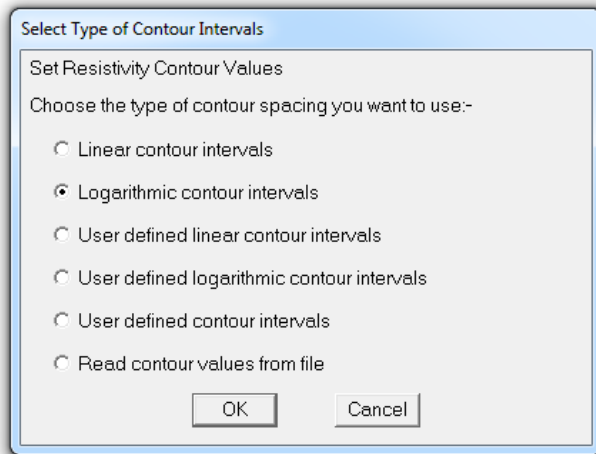 Select Type of Contour Intervals
Set Resistivity Contour Values
Choose the type of contour spacing you want to use:-
Linear contour intervals
Logarithmic contour intervals
User defined linear contour intervals
User defined logarithmic contour intervals
User defined contour intervals
Read contour values from file
OK Cancel